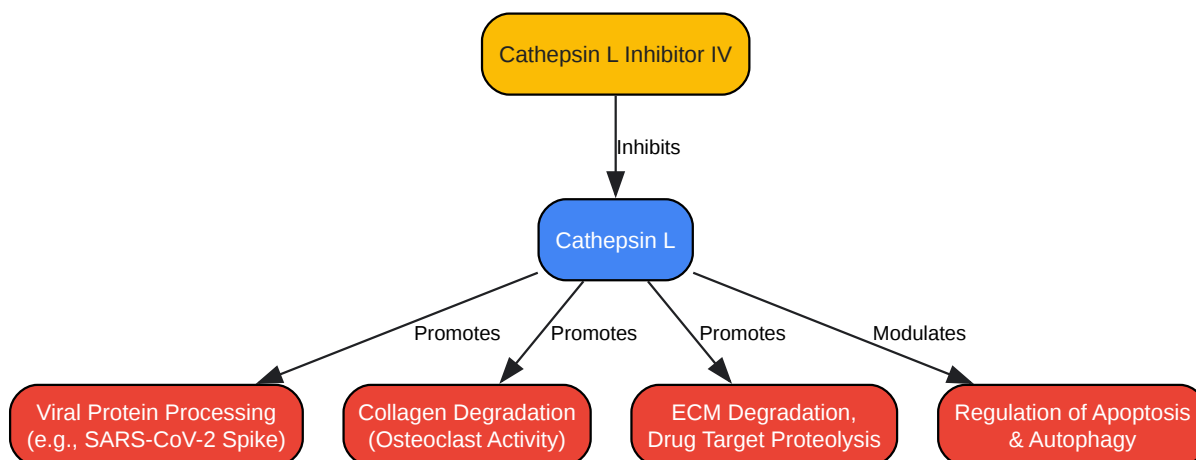 Cathepsin L Inhibitor IV
Inhibits
Cathepsin L
Promotes
Promotes
Promotes
Modulates
Viral Protein Processing
(e.g., SARS-CoV-2 Spike)
Collagen Degradation
(Osteoclast Activity)
ECM Degradation,
Drug Target Proteolysis
Regulation of Apoptosis
& Autophagy